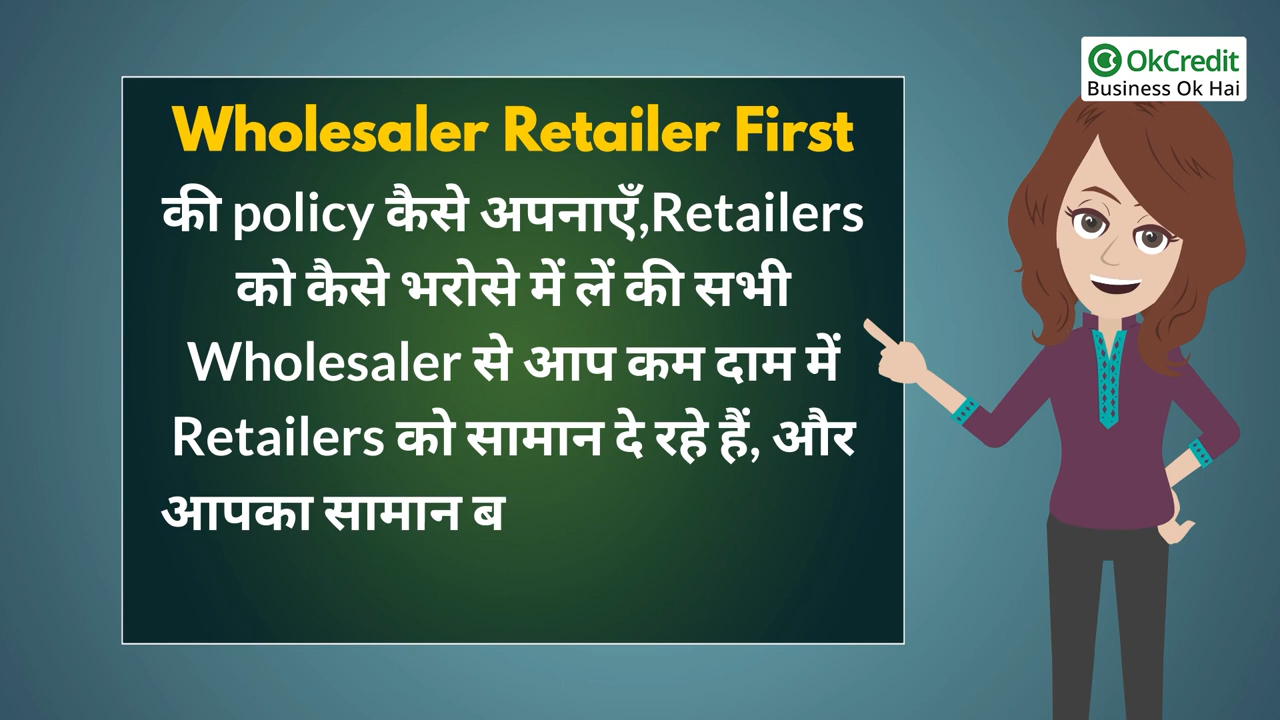 OkCredit
Business Ok Hai
Wholesaler Retailer First
की policy कैसे अपनाएँ,Retailers
को कैसे भरोसे में लें की सभी
Wholesaler से आप कम दाम में
Retailers को सामान दे रहे हैं, और
आपका सामान ब